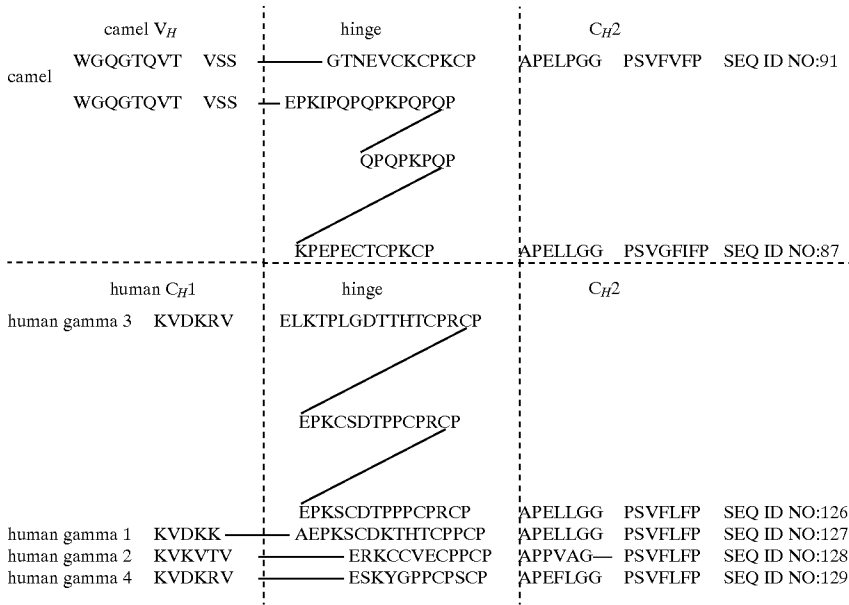 camel VH hinge CH2
WGQGTQVT VSS GTNEVCKCPKCP APELPGG PSVFVFP SEQ ID NO:91
camel
WGQGTQVT VSS EPKIPQPQPKPQPQP
QPQPKPQP
KPEPECTCPKCP APELLGG PSVGFIFP SEQ ID NO:87
human CH1 hinge CH2
human gamma 3 KVDKRV ELKTPLGDTTHTCPRCP
EPKCSDTPPCPRCP
EPKSCDTPPPCPRCP APELLGG PSVFLFP SEQ ID NO:126
human gamma 1 KVDKK AEPKSCDKTHTCPPCP APELLGG PSVFLFP SEQ ID NO:127
human gamma 2 KVKVTV ERKCCVECPPCP APPVAG— PSVFLFP SEQ ID NO:128
human gamma 4 KVDKRV ESKYGPPCPSCP APEFLGG PSVFLFP SEQ ID NO:129